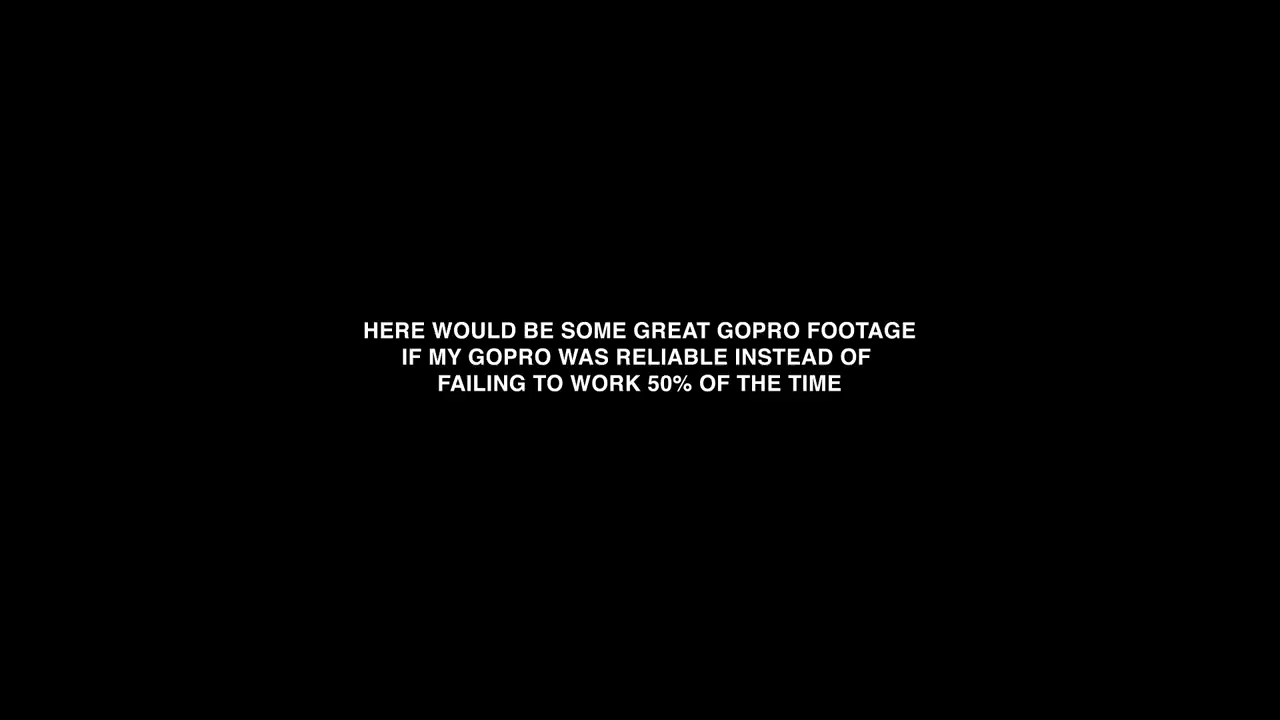 HERE WOULD BE SOME GREAT GOPRO FOOTAGE
IF MY GOPRO WAS RELIABLE INSTEAD OF
FAILING TO WORK 50% OF THE TIME